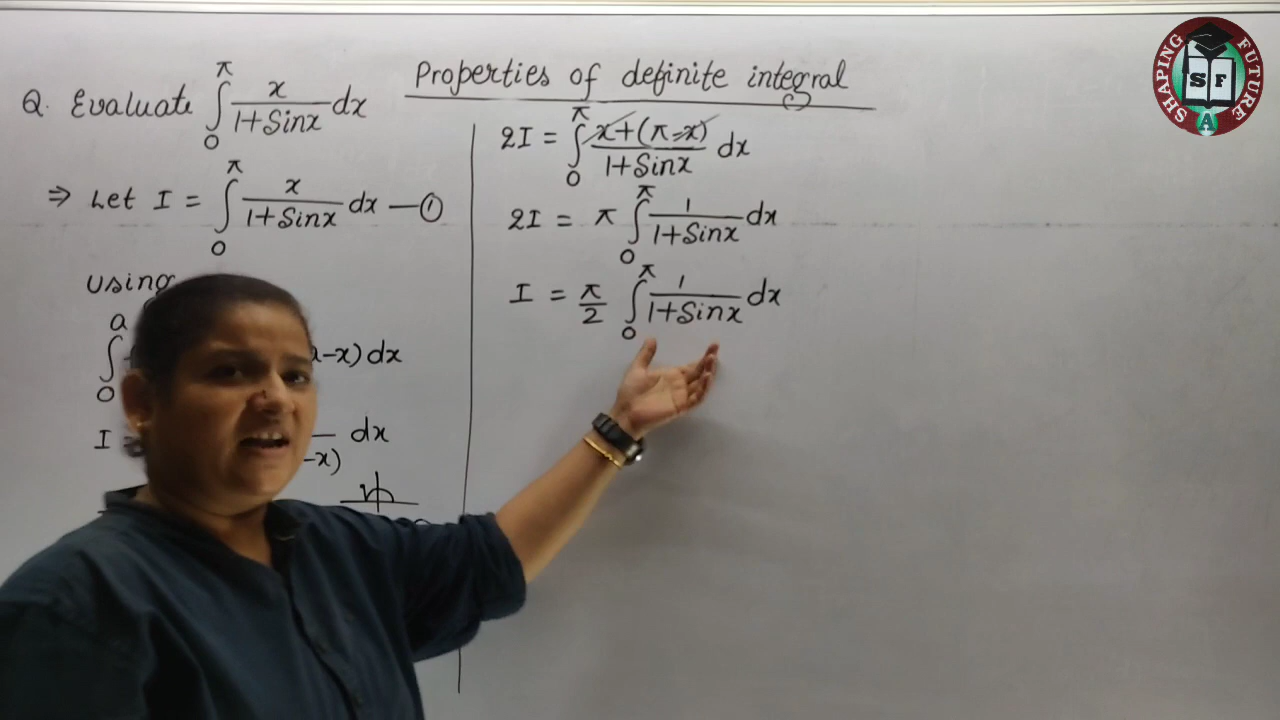 Properties of definite integral
Q. Evaluate ∫₀^π x/(1+Sinx) dx
⇒ Let I = ∫₀^π x/(1+Sinx) dx — ①
using
∫₀^a a-x) dx
I = dx
-x)
2I = ∫₀^π (x+(π-x))/(1+Sinx) dx
2I = π ∫₀^π 1/(1+Sinx) dx
I = π/2 ∫₀^π 1/(1+Sinx) dx
SHAPING FUTURE
S F
A